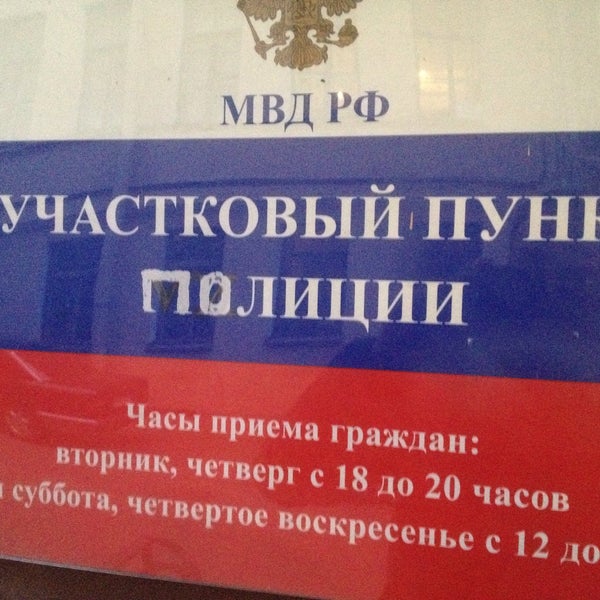 МВД РФ
УЧАСТКОВЫЙ ПУНК
ПОЛИЦИИ
Часы приема граждан:
вторник, четверг с 18 до 20 часов
суббота, четвертое воскресенье с 12 до